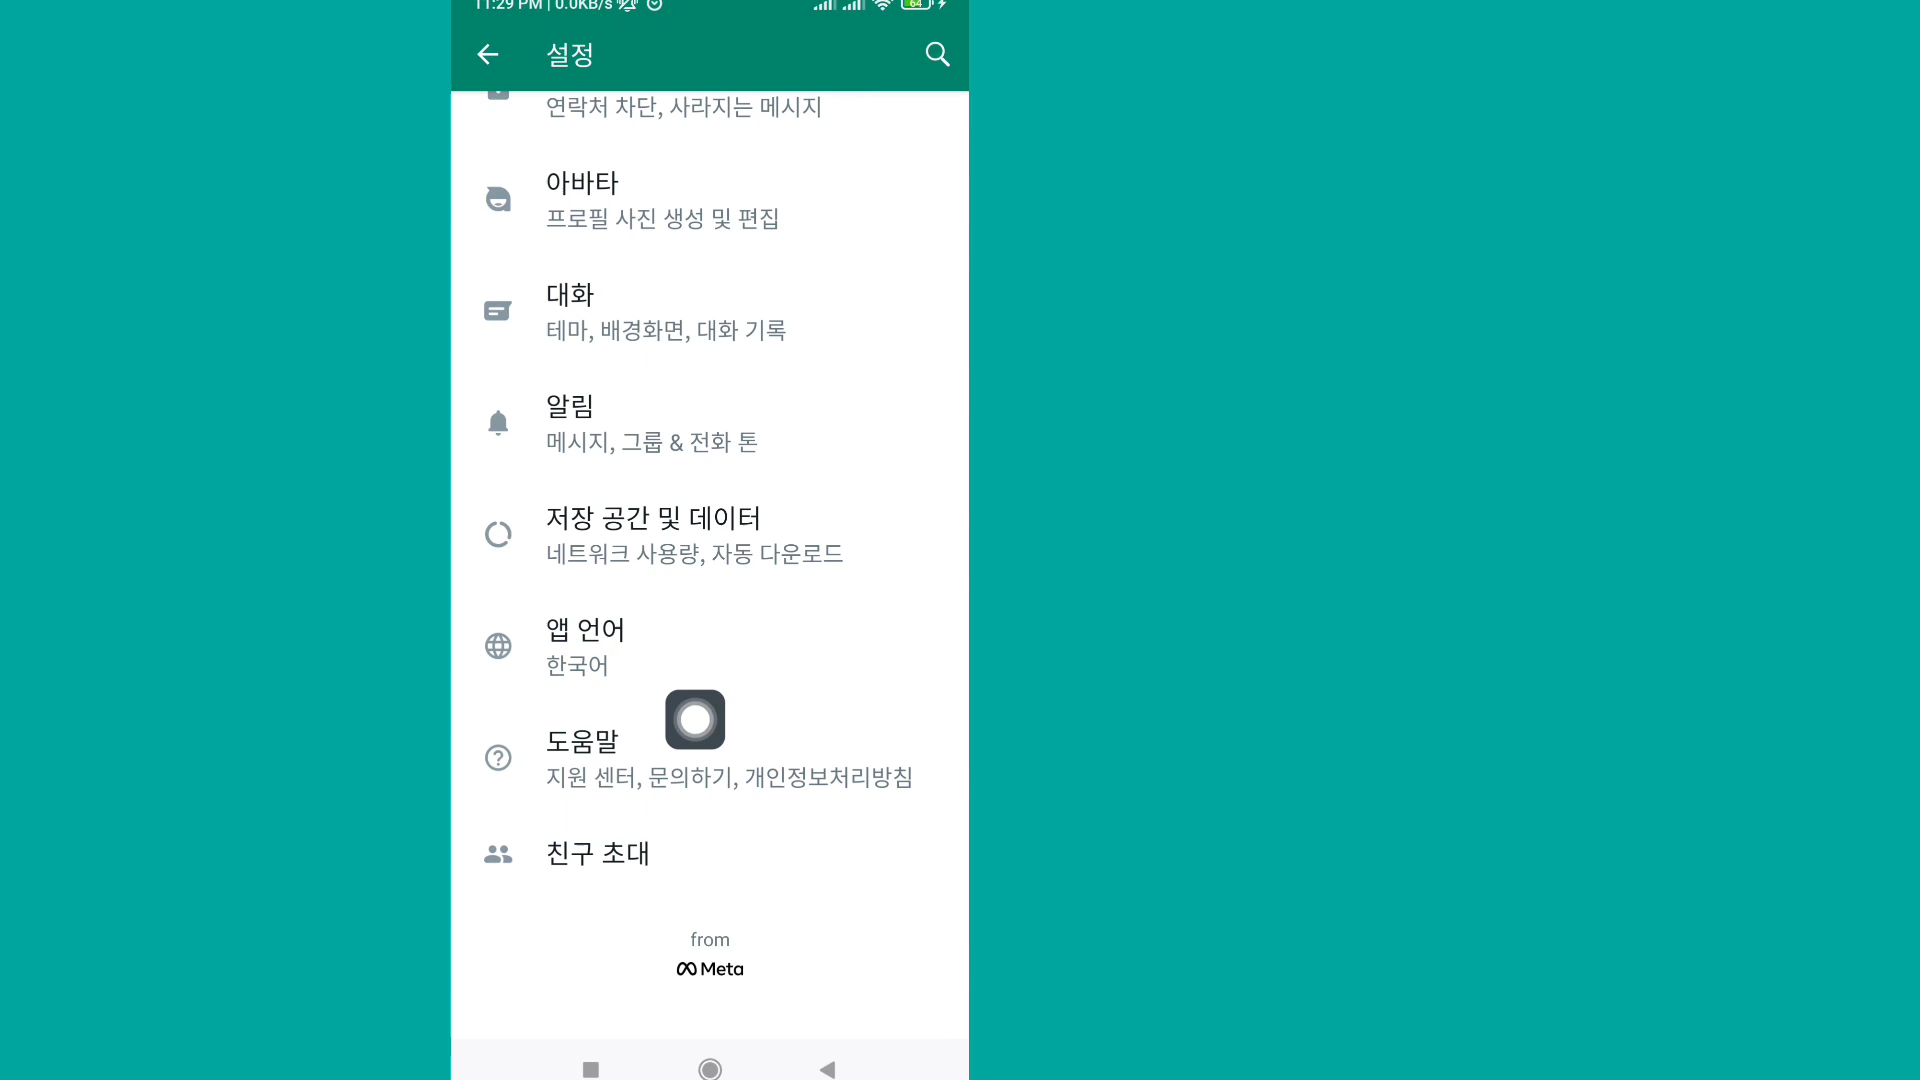 11:29 PM | 0.0KB/s
64
설정
연락처 차단, 사라지는 메시지
아바타
프로필 사진 생성 및 편집
대화
테마, 배경화면, 대화 기록
알림
메시지, 그룹 & 전화 톤
저장 공간 및 데이터
네트워크 사용량, 자동 다운로드
앱 언어
한국어
도움말
지원 센터, 문의하기, 개인정보처리방침
친구 초대
from
Meta